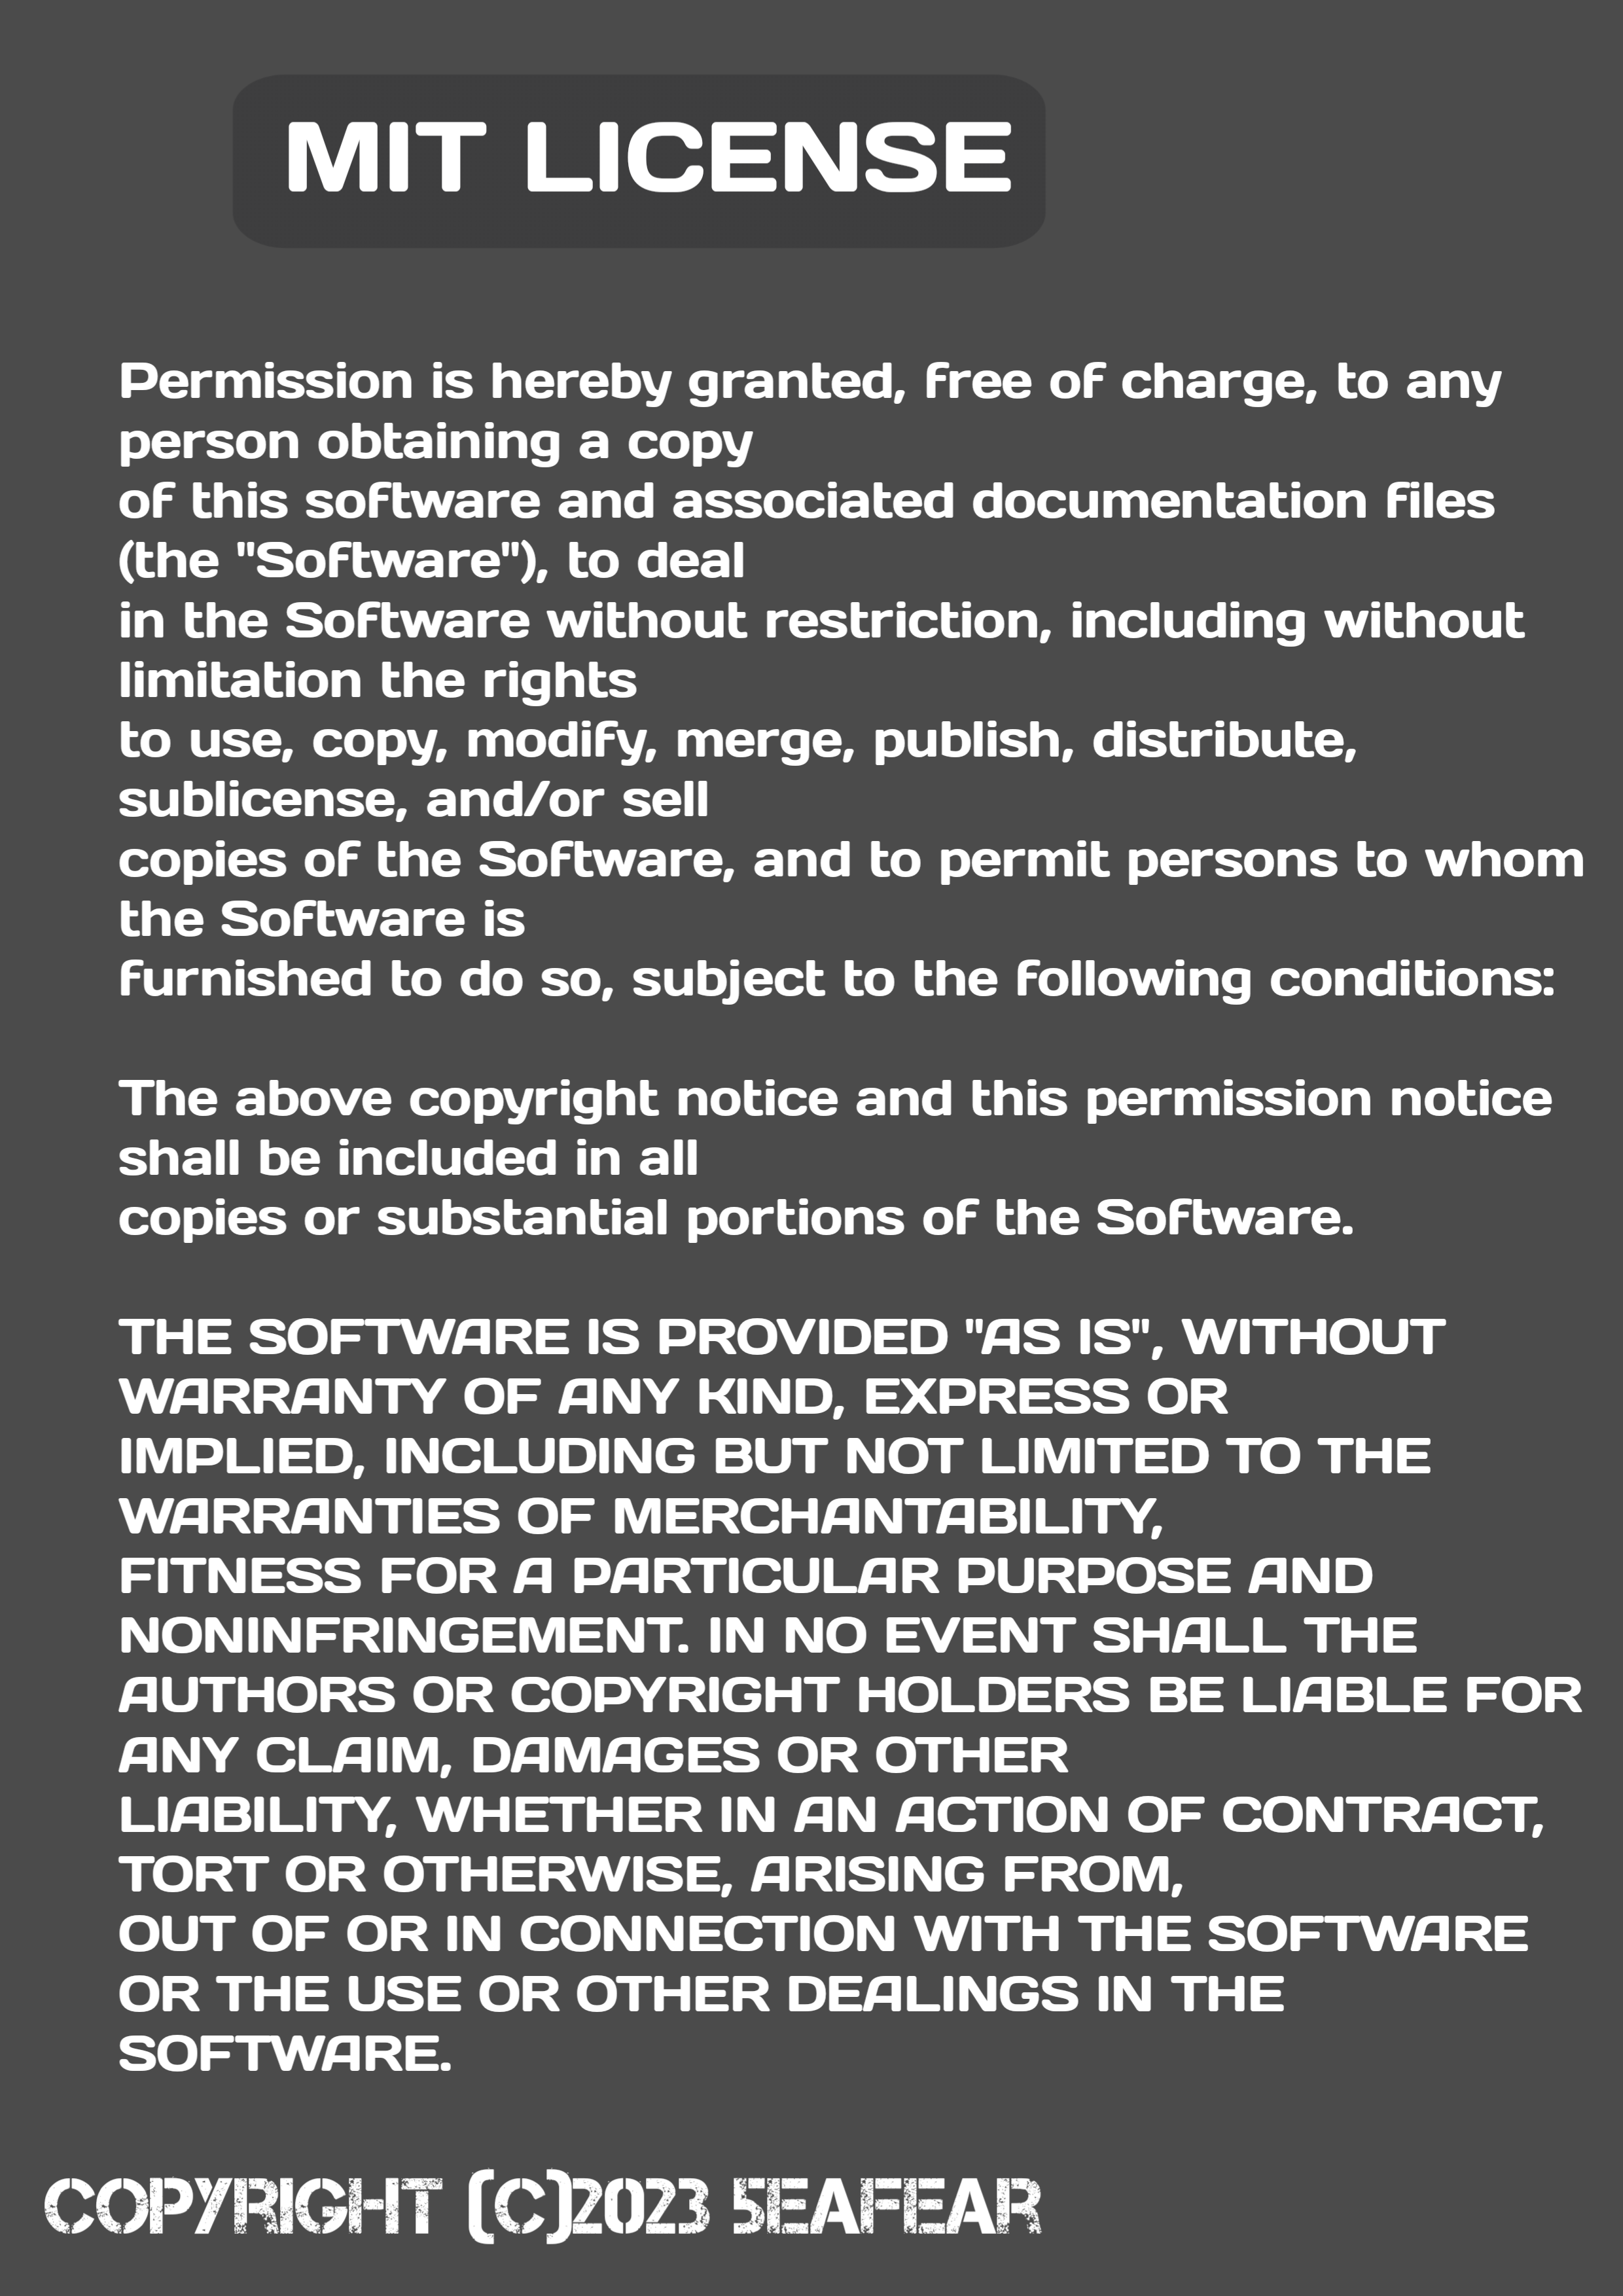 MIT LICENSE
Permission is hereby granted, free of charge, to any
person obtaining a copy
of this software and associated documentation files
(the "Software"), to deal
in the Software without restriction, including without
limitation the rights
to use, copy, modify, merge, publish, distribute,
sublicense, and/or sell
copies of the Software, and to permit persons to whom
the Software is
furnished to do so, subject to the following conditions:
The above copyright notice and this permission notice
shall be included in all
copies or substantial portions of the Software.
THE SOFTWARE IS PROVIDED "AS IS", WITHOUT
WARRANTY OF ANY KIND, EXPRESS OR
IMPLIED, INCLUDING BUT NOT LIMITED TO THE
WARRANTIES OF MERCHANTABILITY,
FITNESS FOR A PARTICULAR PURPOSE AND
NONINFRINGEMENT. IN NO EVENT SHALL THE
AUTHORS OR COPYRIGHT HOLDERS BE LIABLE FOR
ANY CLAIM, DAMAGES OR OTHER
LIABILITY, WHETHER IN AN ACTION OF CONTRACT,
TORT OR OTHERWISE, ARISING FROM,
OUT OF OR IN CONNECTION WITH THE SOFTWARE
OR THE USE OR OTHER DEALINGS IN THE
SOFTWARE.
COPYRIGHT (C)2023 5EAFEAR